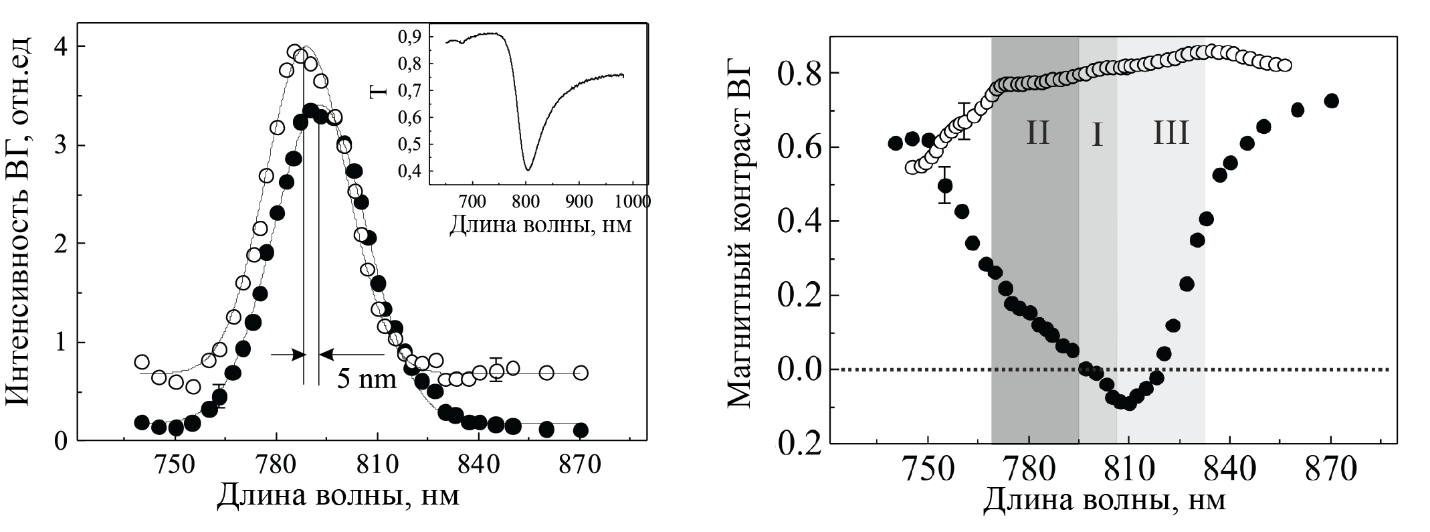 Интенсивность ВГ, отн.ед
4
3
2
1
0
750 780 810 840 870
Длина волны, нм
5 nm
T
0,9
0,8
0,7
0,6
0,5
0,4
700 800 900 1000
Длина волны, нм
Магнитный контраст ВГ
0.8
0.6
0.4
0.2
0.0
0.2
II I III
750 780 810 840 870
Длина волны, нм